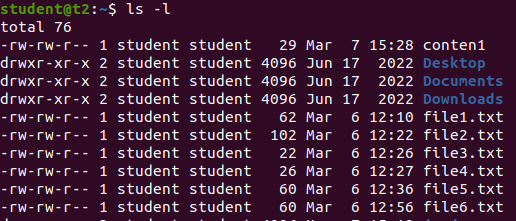 student@t2:~$ ls -l
total 76
-rw-rw-r-- 1 student student   29 Mar  7 15:28 conten1
drwxr-xr-x 2 student student 4096 Jun 17  2022 Desktop
drwxr-xr-x 2 student student 4096 Jun 17  2022 Documents
drwxr-xr-x 2 student student 4096 Jun 17  2022 Downloads
-rw-rw-r-- 1 student student   62 Mar  6 12:10 file1.txt
-rw-rw-r-- 1 student student  102 Mar  6 12:22 file2.txt
-rw-rw-r-- 1 student student   22 Mar  6 12:26 file3.txt
-rw-rw-r-- 1 student student   26 Mar  6 12:27 file4.txt
-rw-rw-r-- 1 student student   60 Mar  6 12:36 file5.txt
-rw-rw-r-- 1 student student   60 Mar  6 12:56 file6.txt